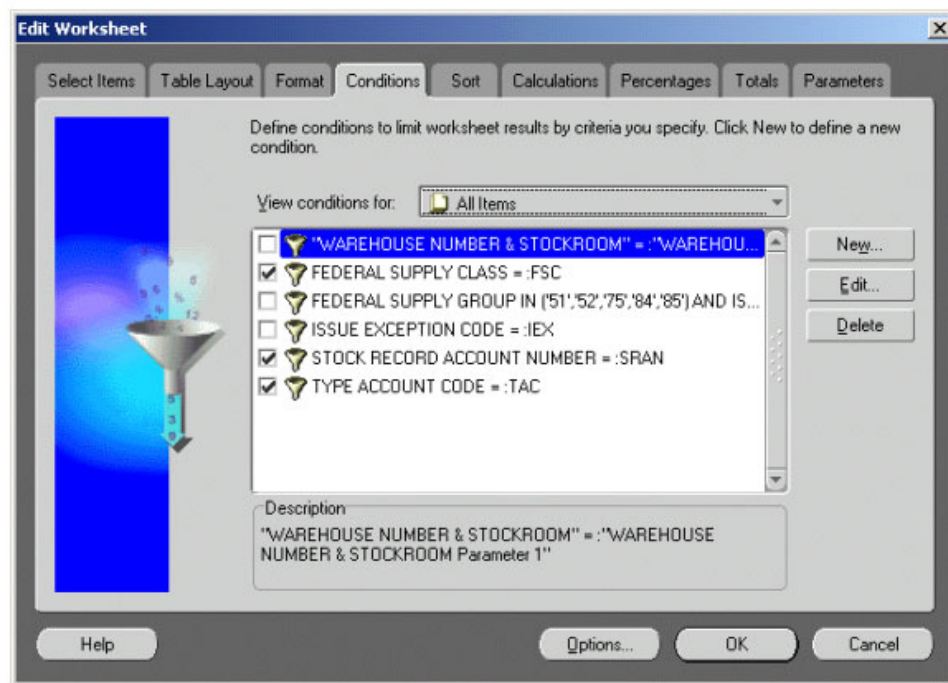 Edit Worksheet
Select Items Table Layout Format Conditions Sort Calculations Percentages Totals Parameters
Define conditions to limit worksheet results by criteria you specify. Click New to define a new
condition.
View conditions for: All Items
"WAREHOUSE NUMBER & STOCKROOM" = :"WAREHOU...
FEDERAL SUPPLY CLASS = :FSC
FEDERAL SUPPLY GROUP IN ('51','52','75','84','85') AND IS...
ISSUE EXCEPTION CODE = :IEX
STOCK RECORD ACCOUNT NUMBER = :SRAN
TYPE ACCOUNT CODE = :TAC
New...
Edit...
Delete
Description
"WAREHOUSE NUMBER & STOCKROOM" = :"WAREHOUSE
NUMBER & STOCKROOM Parameter 1"
Help Options... OK Cancel